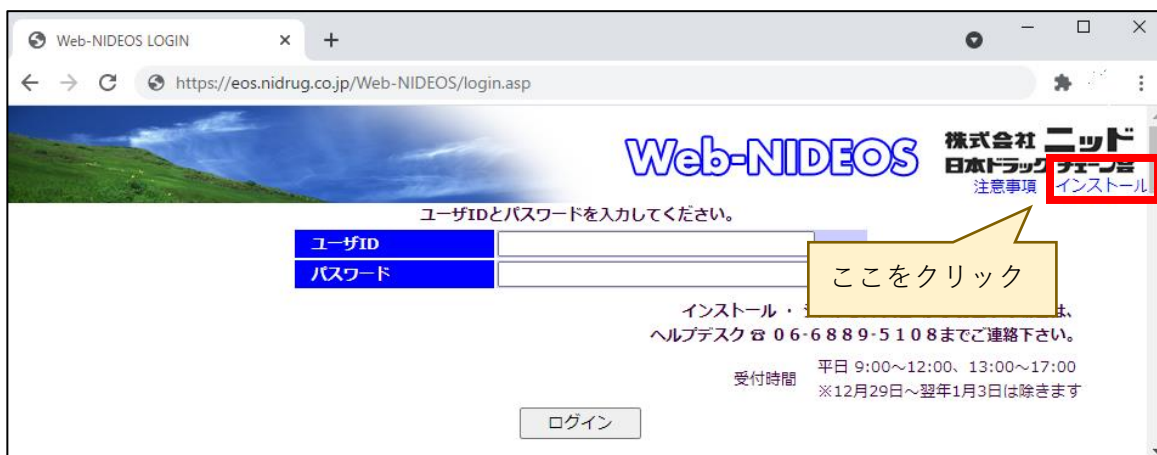 Web-NIDEOS LOGIN
https://eos.nidrug.co.jp/Web-NIDEOS/login.asp
Web-NIDEOS
株式会社 ニッド
日本ドラッグチェーン会
注意事項 インストール
ユーザIDとパスワードを入力してください。
ユーザID
パスワード
ここをクリック
インストール ・ は、
ヘルプデスク ☎ 06-6889-5108までご連絡下さい。
受付時間
平日 9:00～12:00、13:00～17:00
※12月29日～翌年1月3日は除きます
ログイン